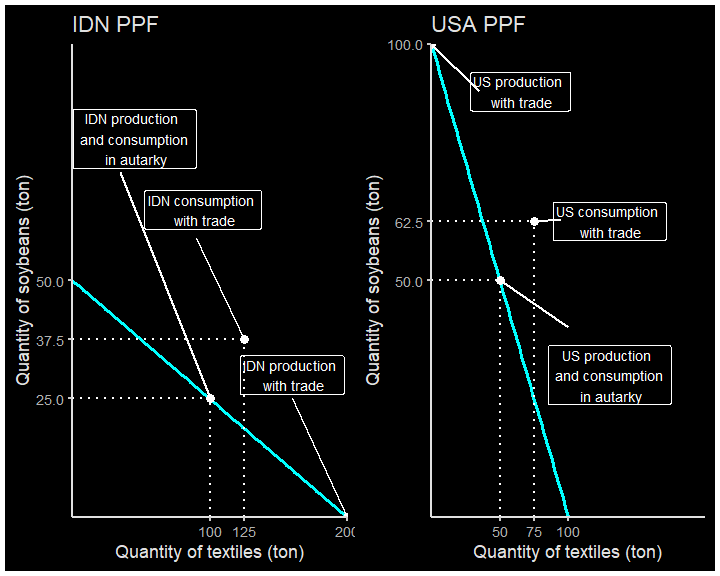 IDN PPF
IDN production
and consumption
in autarky
IDN consumption
with trade
IDN production
with trade
50.0
37.5
25.0
100
125
200
Quantity of soybeans (ton)
Quantity of textiles (ton)
USA PPF
100.0
US production
with trade
62.5
US consumption
with trade
50.0
US production
and consumption
in autarky
50
75
100
Quantity of soybeans (ton)
Quantity of textiles (ton)